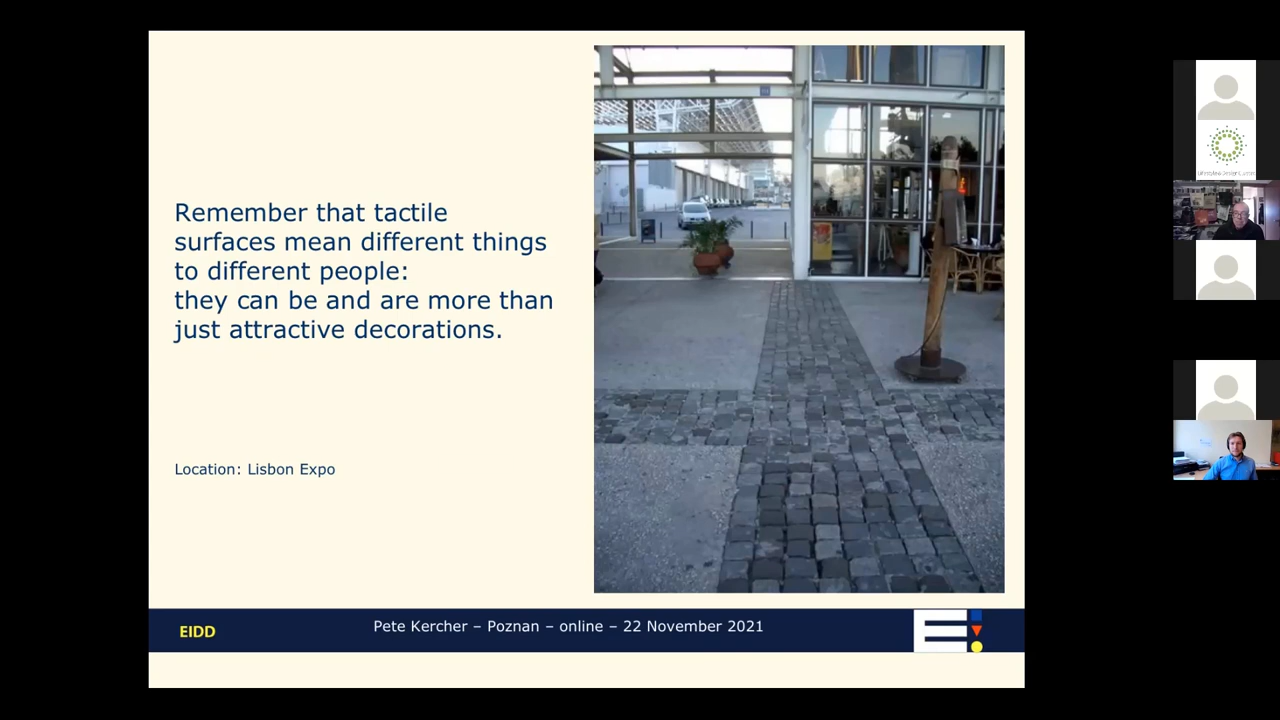 Remember that tactile
surfaces mean different things
to different people:
they can be and are more than
just attractive decorations.
Location: Lisbon Expo
EIDD
Pete Kercher – Poznan – online – 22 November 2021